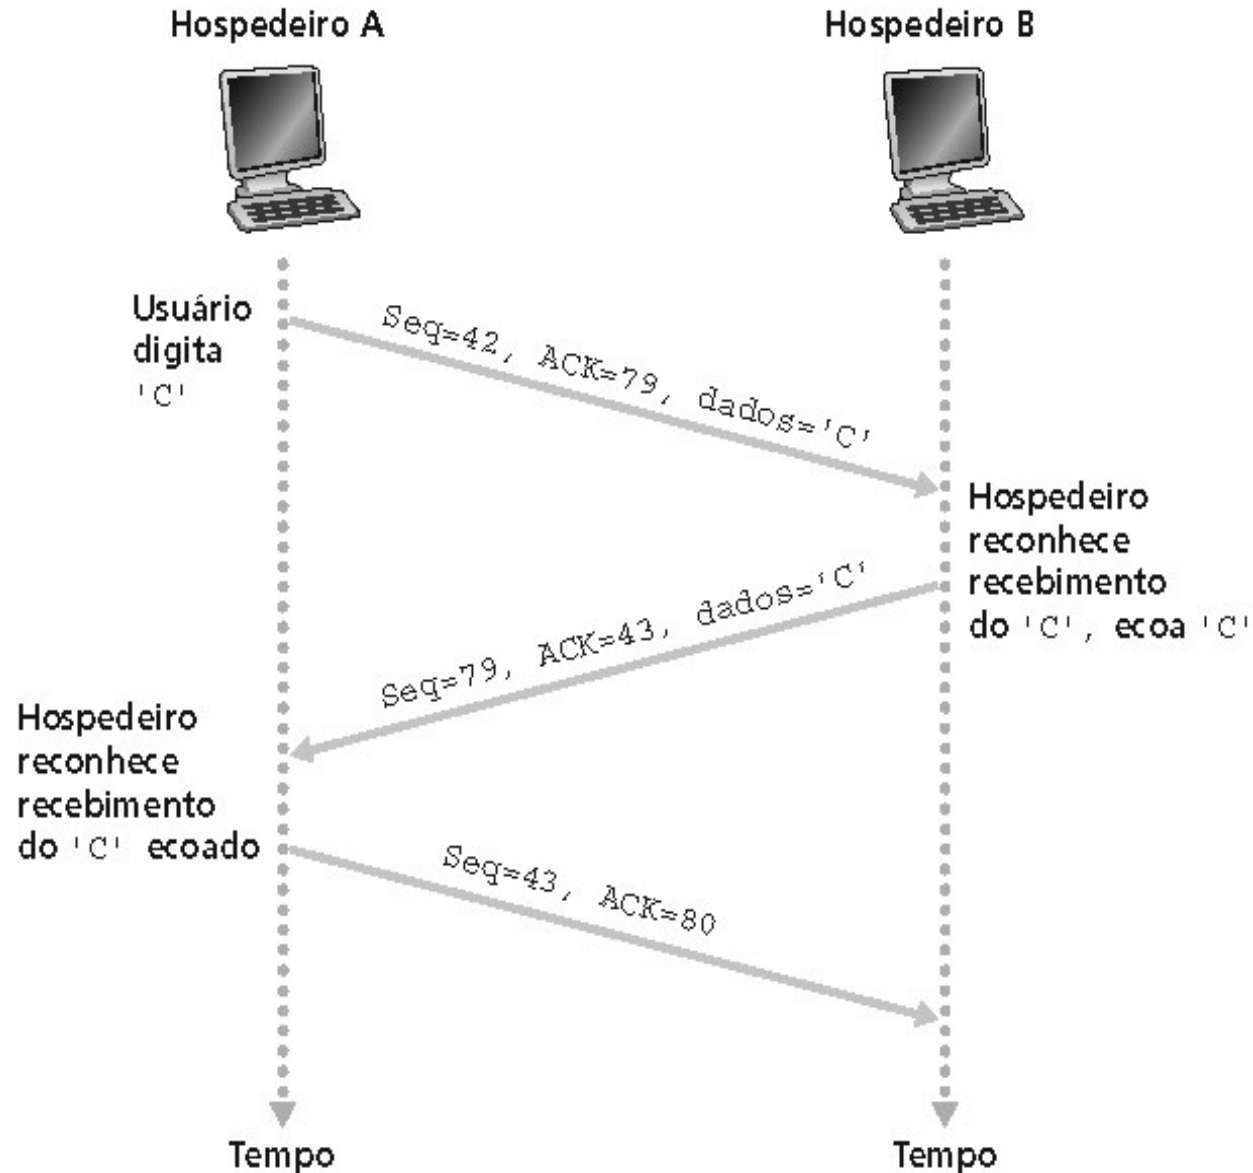 Hospedeiro A
Hospedeiro B
Usuário
digita
'C'
Seq=42, ACK=79, dados='C'
Hospedeiro
reconhece
recebimento
do 'C', ecoa 'C'
Seq=79, ACK=43, dados='C'
Hospedeiro
reconhece
recebimento
do 'C' ecoado
Seq=43, ACK=80
Tempo
Tempo